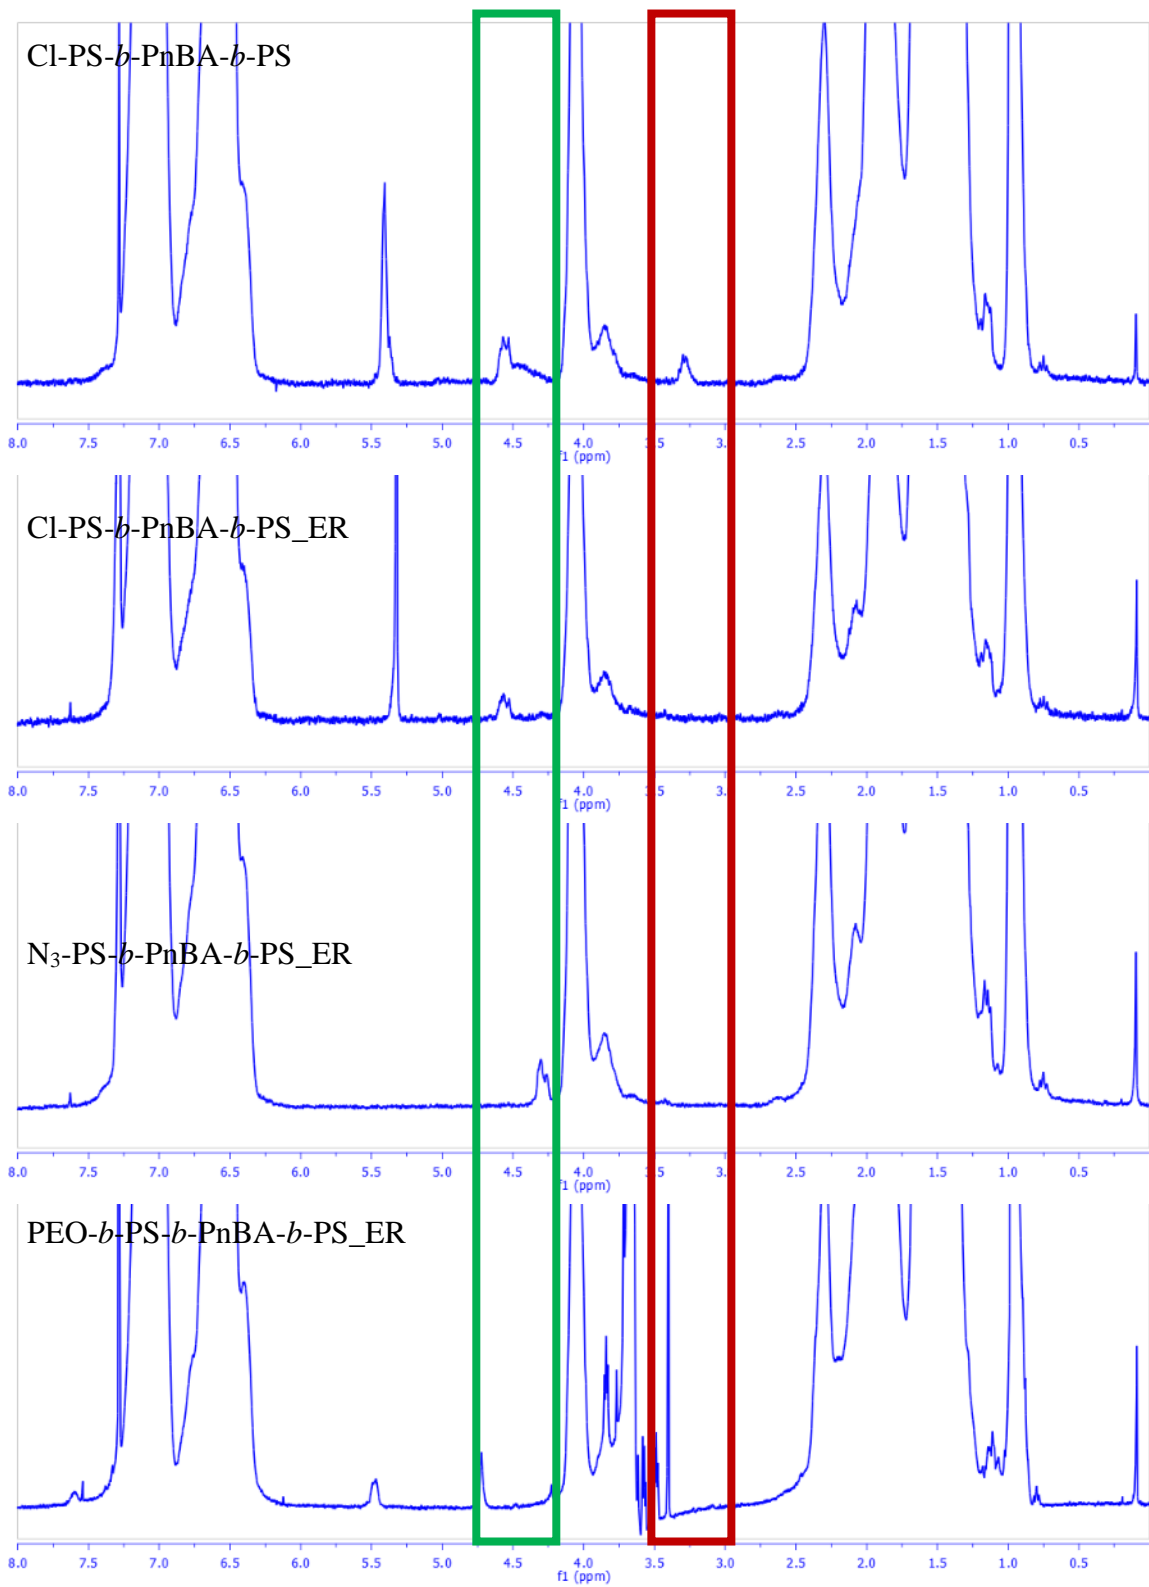 Cl-PS-b-PnBA-b-PS
8.0 7.5 7.0 6.5 6.0 5.5 5.0 4.5 4.0 3.0 2.5 2.0 1.5 1.0 0.5
f1 (ppm)
Cl-PS-b-PnBA-b-PS_ER
8.0 7.5 7.0 6.5 6.0 5.5 5.0 4.5 4.0 2.5 2.0 1.5 1.0 0.5
f1 (ppm)
N₃-PS-b-PnBA-b-PS_ER
8.0 7.5 7.0 6.5 6.0 5.5 5.0 4.5 4.0 2.5 2.0 1.5 1.0 0.5
f1 (ppm)
PEO-b-PS-b-PnBA-b-PS_ER
8.0 7.5 7.0 6.5 6.0 5.5 5.0 4.5 4.0 3.5 3.0 2.5 2.0 1.5 1.0 0.5
f1 (ppm)